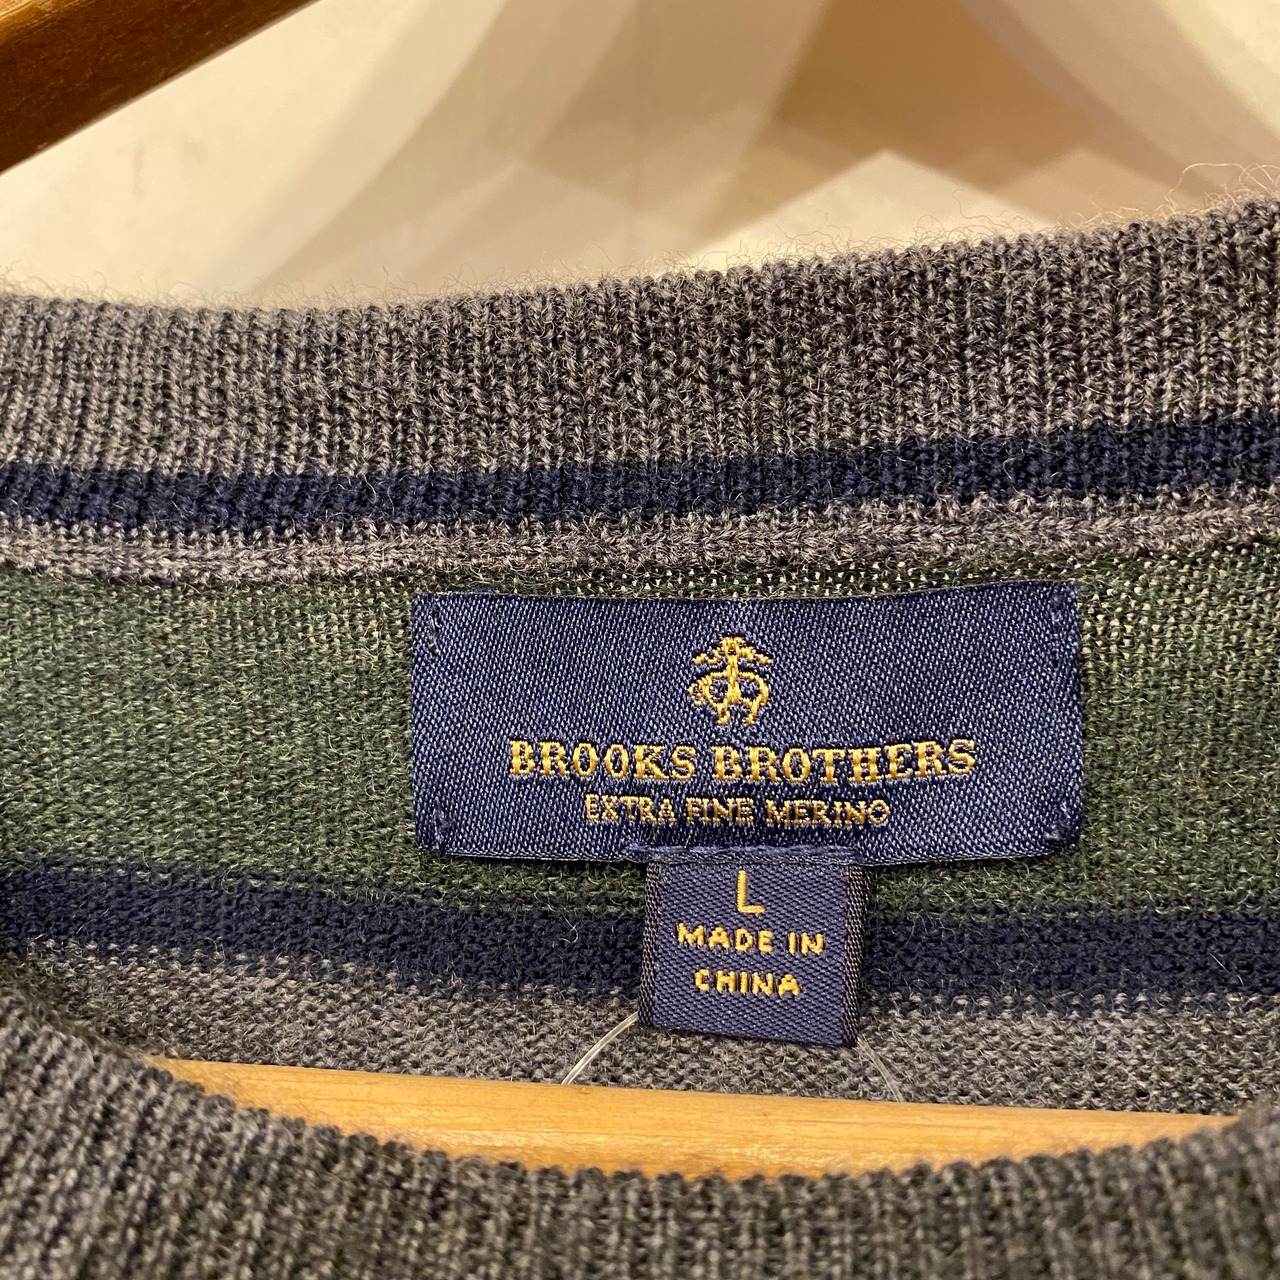 BROOKS BROTHERS
EXTRA FINE MERINO
L
MADE IN
CHINA